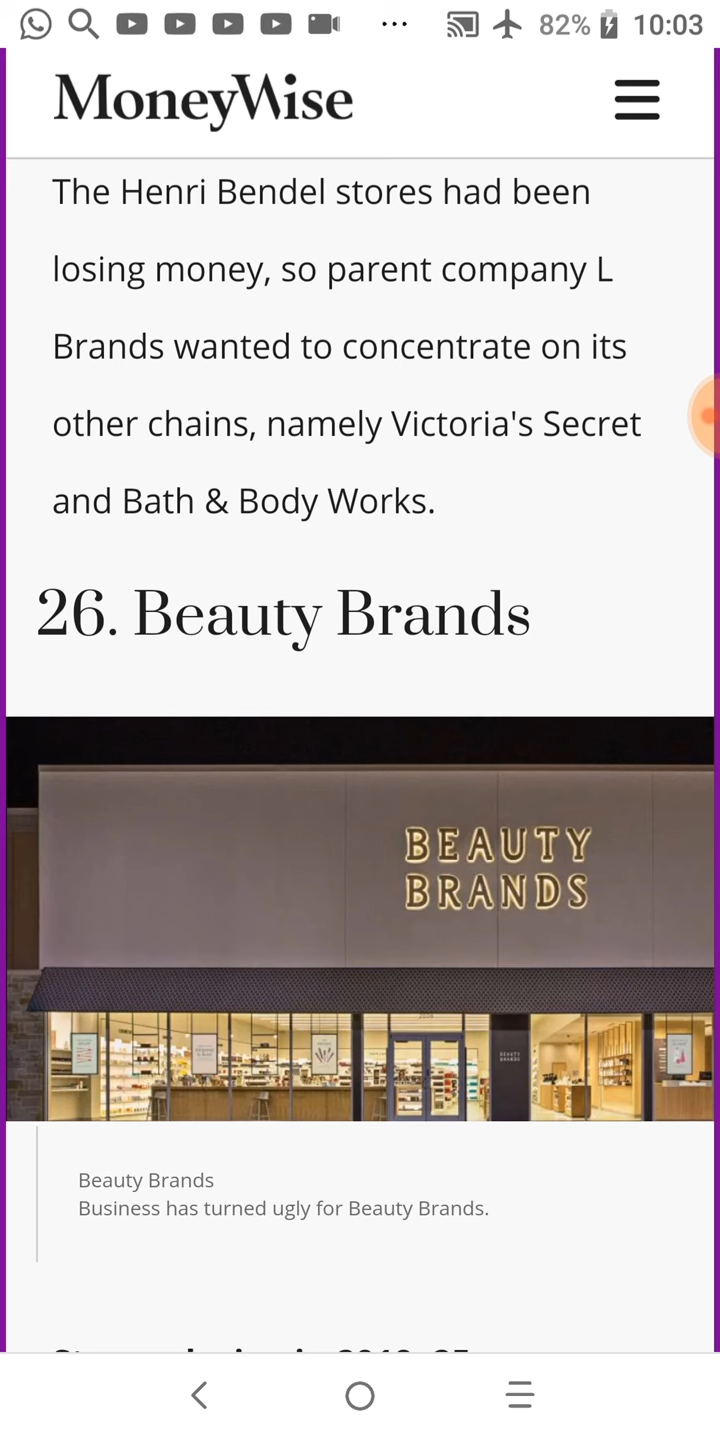 82% 10:03
MoneyWise
The Henri Bendel stores had been
losing money, so parent company L
Brands wanted to concentrate on its
other chains, namely Victoria's Secret
and Bath & Body Works.
26. Beauty Brands
BEAUTY
BRANDS
BEAUTY
BRANDS
Beauty Brands
Business has turned ugly for Beauty Brands.